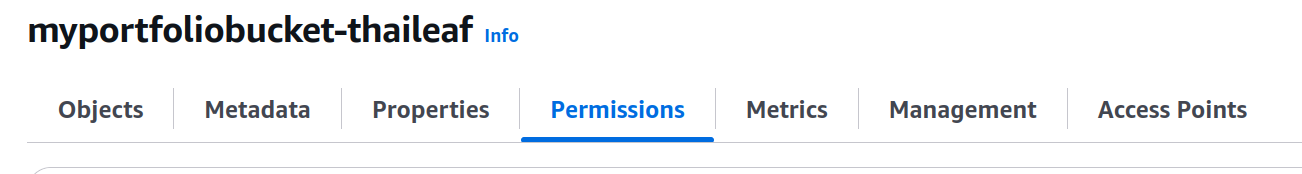 myportfoliobucket-thaileaf Info
Objects Metadata Properties Permissions Metrics Management Access Points